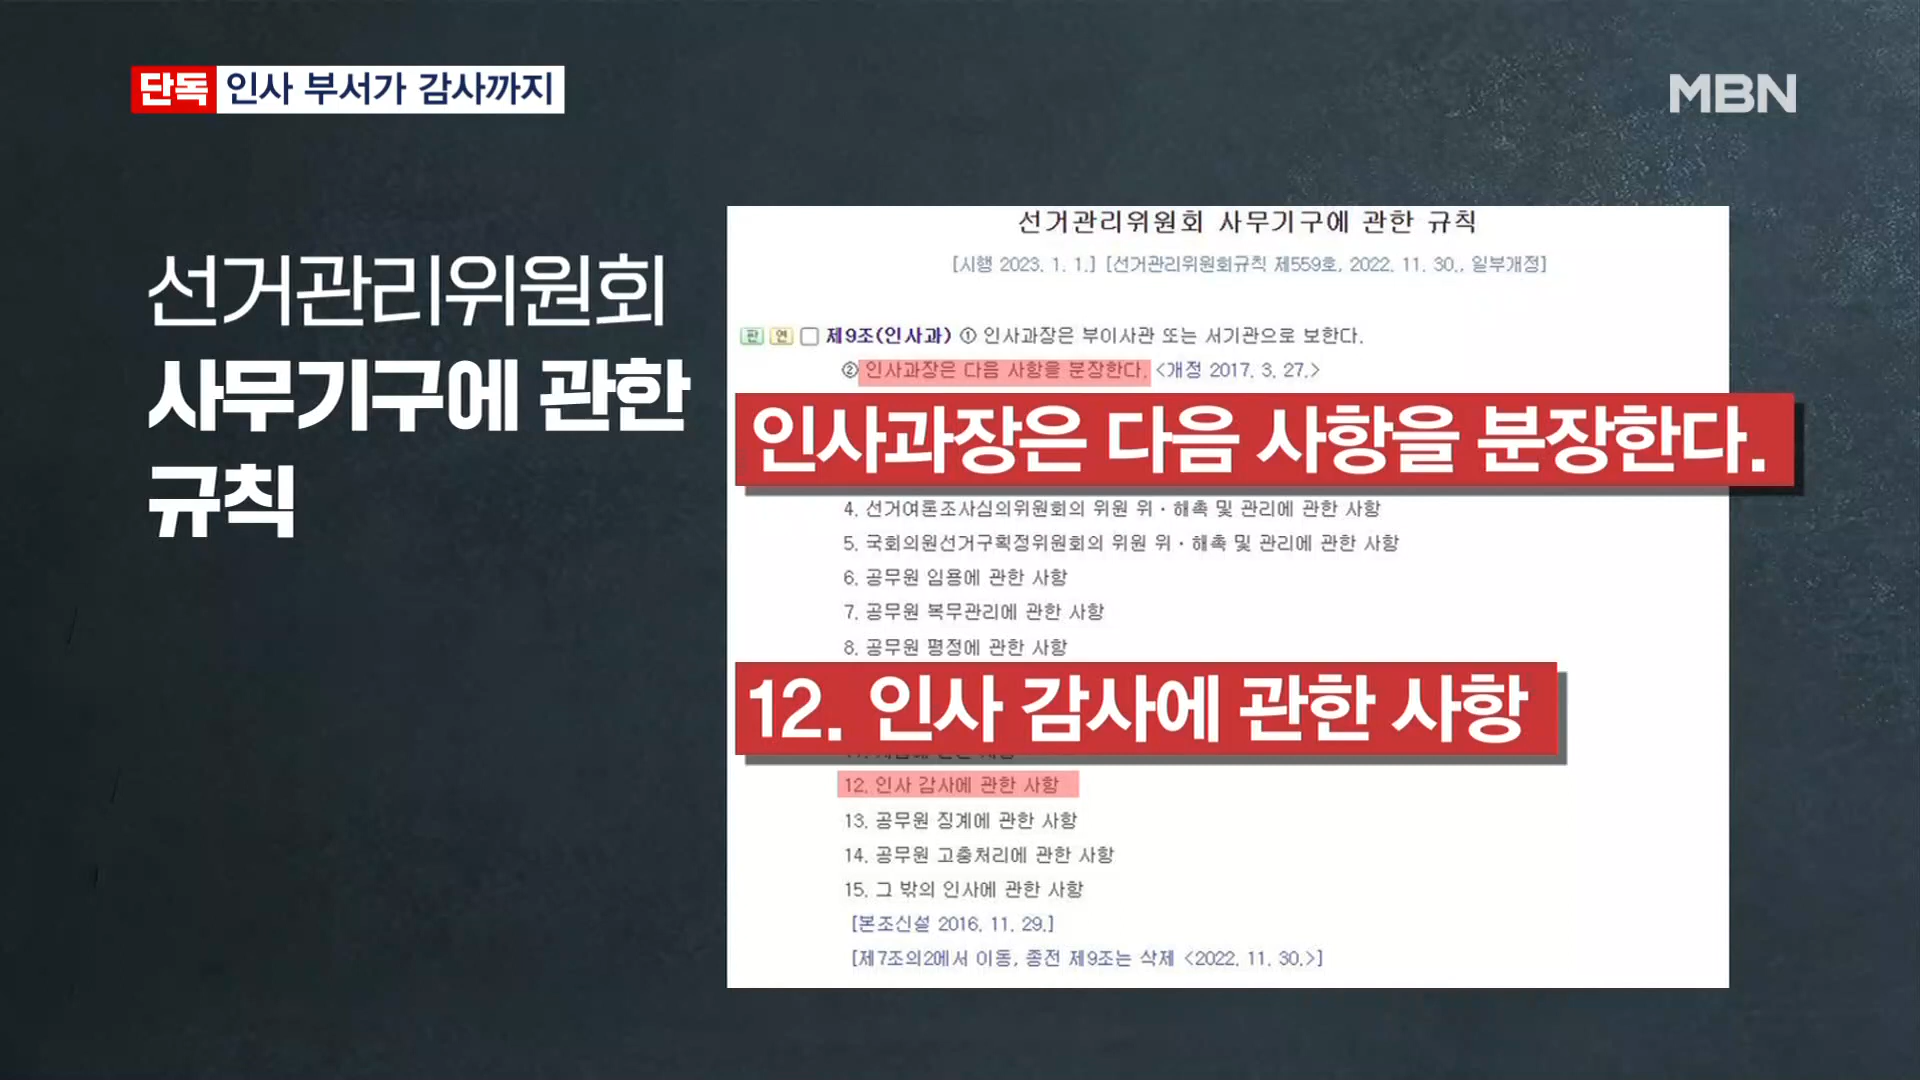 단독 인사 부서가 감사까지
MBN
선거관리위원회
사무기구에 관한
규칙
선거관리위원회 사무기구에 관한 규칙
[시행 2023. 1. 1.] [선거관리위원회규칙 제559호, 2022. 11. 30., 일부개정]
판 연 제9조(인사과) ① 인사과장은 부이사관 또는 서기관으로 보한다.
② 인사과장은 다음 사항을 분장한다. <개정 2017. 3. 27.>
인사과장은 다음 사항을 분장한다.
4. 선거여론조사심의위원회의 위원 위·해촉 및 관리에 관한 사항
5. 국회의원선거구획정위원회의 위원 위·해촉 및 관리에 관한 사항
6. 공무원 임용에 관한 사항
7. 공무원 복무관리에 관한 사항
8. 공무원 평정에 관한 사항
12. 인사 감사에 관한 사항
12. 인사 감사에 관한 사항
13. 공무원 징계에 관한 사항
14. 공무원 고충처리에 관한 사항
15. 그 밖의 인사에 관한 사항
[본조신설 2016. 11. 29.]
[제7조의2에서 이동, 종전 제9조는 삭제 <2022. 11. 30.>]